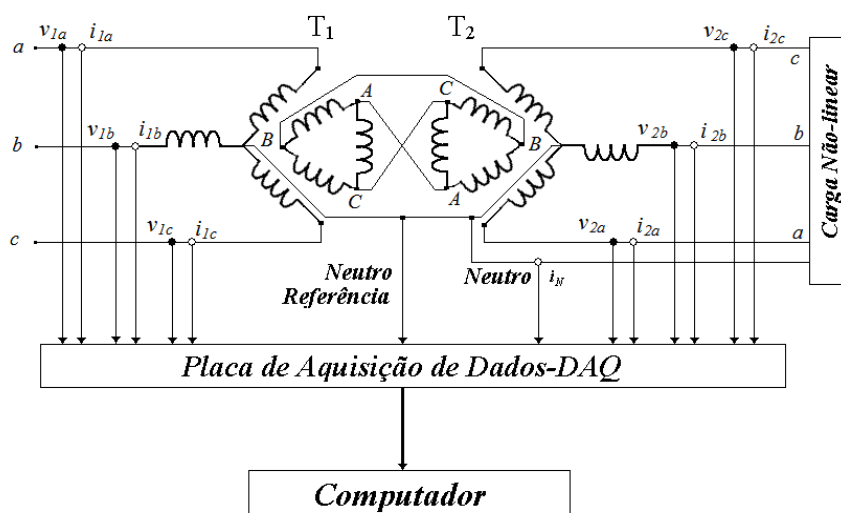 T1
T2
v1a
i1a
v2c
i2c
a
c
A
C
v1b
i1b
v2b
i2b
b
B
B
b
C
A
v1c
i1c
v2a
i2a
c
a
Neutro
Referência
Neutro
iN
Carga Não-linear
Placa de Aquisição de Dados-DAQ
Computador